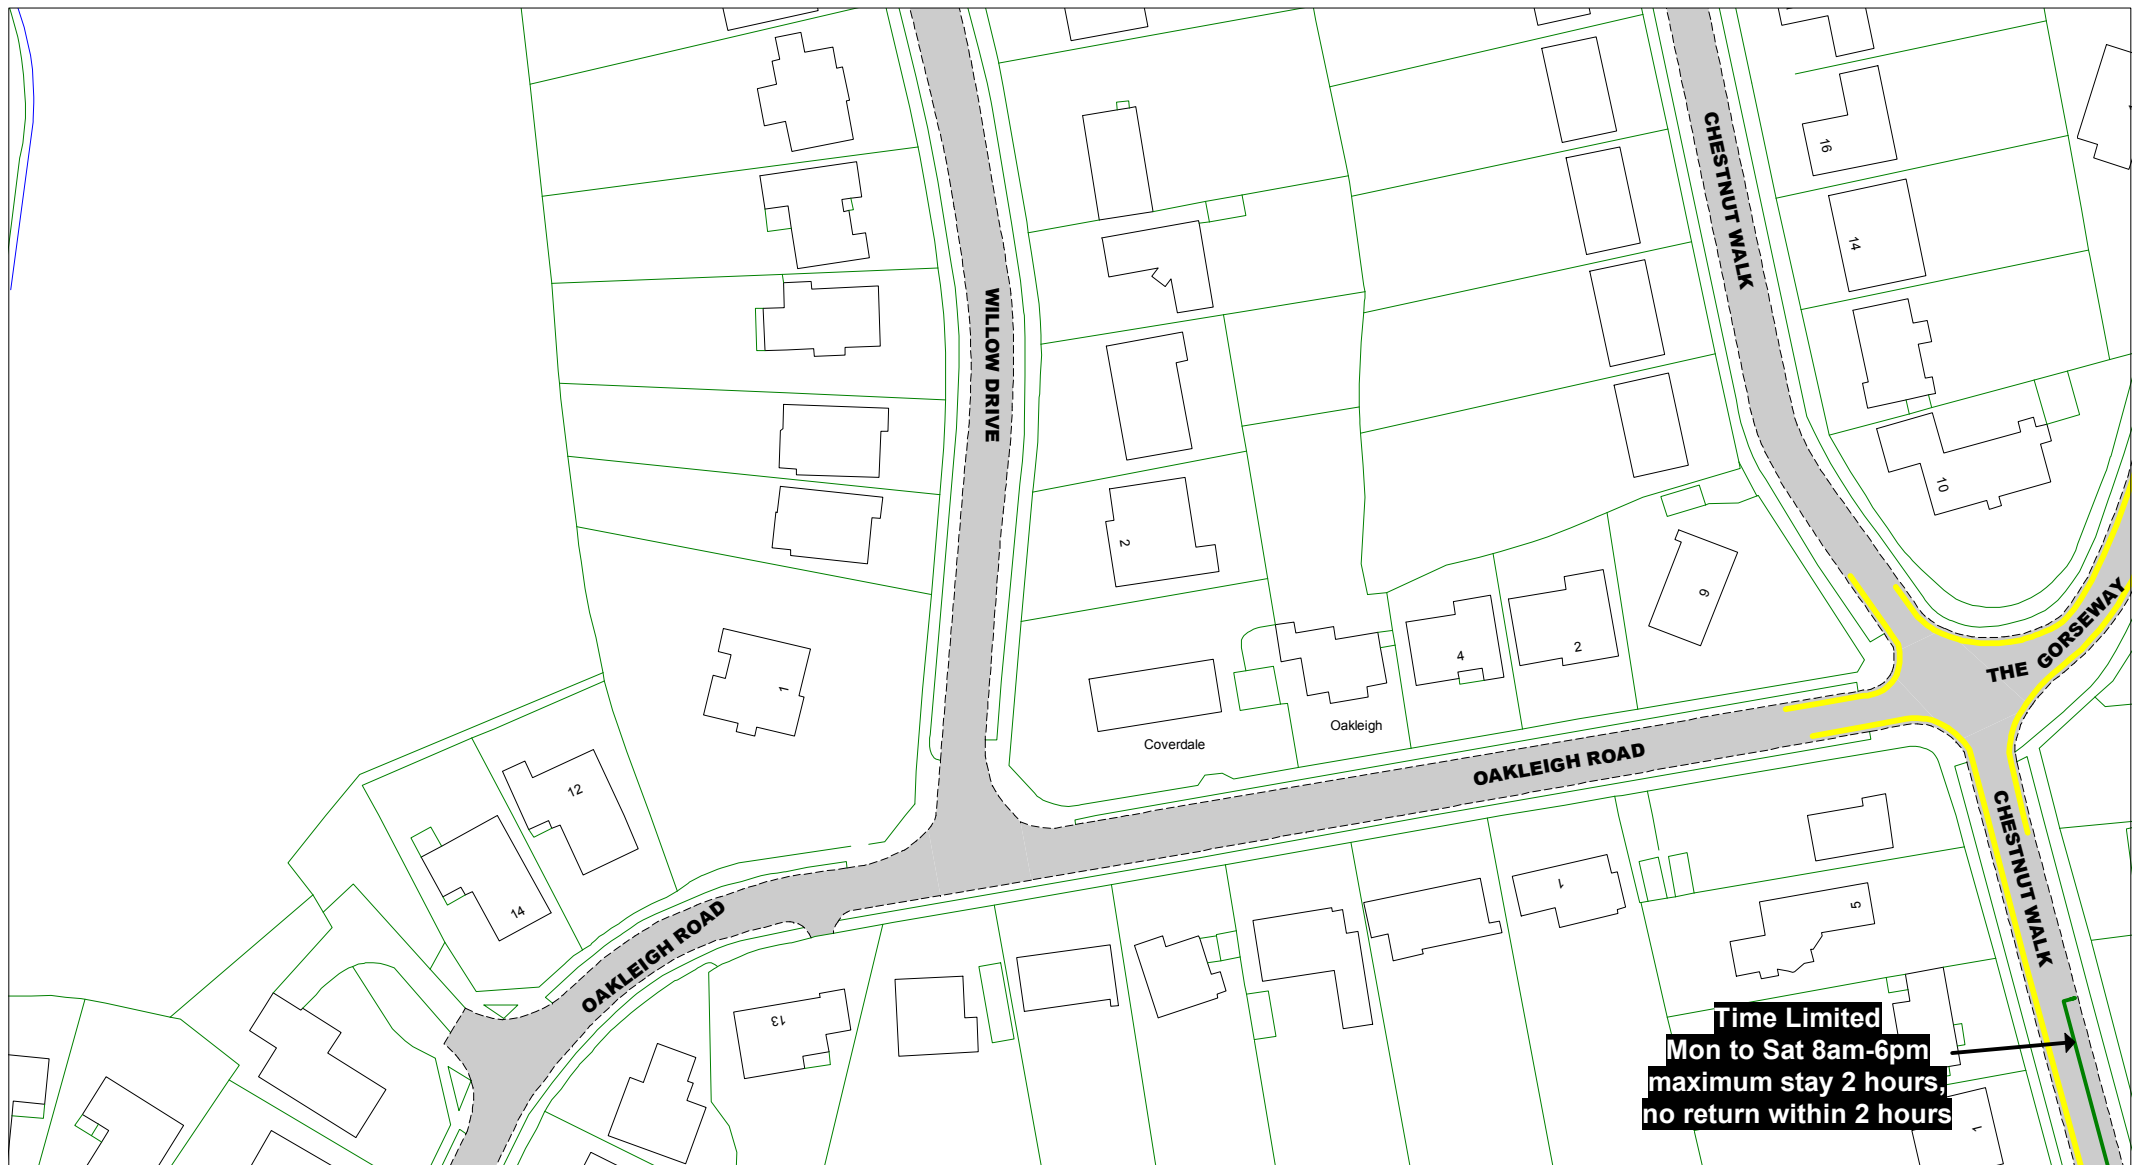 CHESTNUT WALK
16
14
WILLOW DRIVE
10
2
9
THE GORSEWAY
4
2
1
Oakleigh
Coverdale
OAKLEIGH ROAD
12
CHESTNUT WALK
14
1
5
OAKLEIGH ROAD
13
Time Limited
Mon to Sat 8am-6pm
maximum stay 2 hours,
no return within 2 hours
1